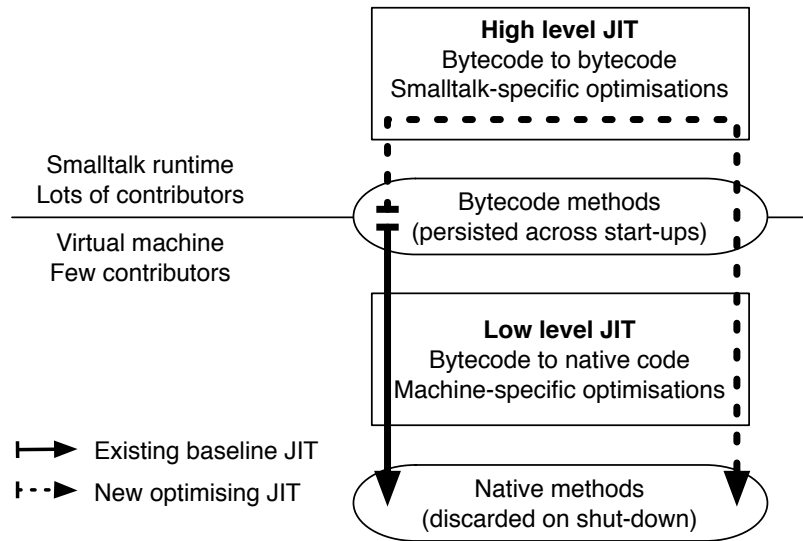 High level JIT
Bytecode to bytecode
Smalltalk-specific optimisations
Smalltalk runtime
Lots of contributors
Bytecode methods
(persisted across start-ups)
Virtual machine
Few contributors
Low level JIT
Bytecode to native code
Machine-specific optimisations
Existing baseline JIT
New optimising JIT
Native methods
(discarded on shut-down)